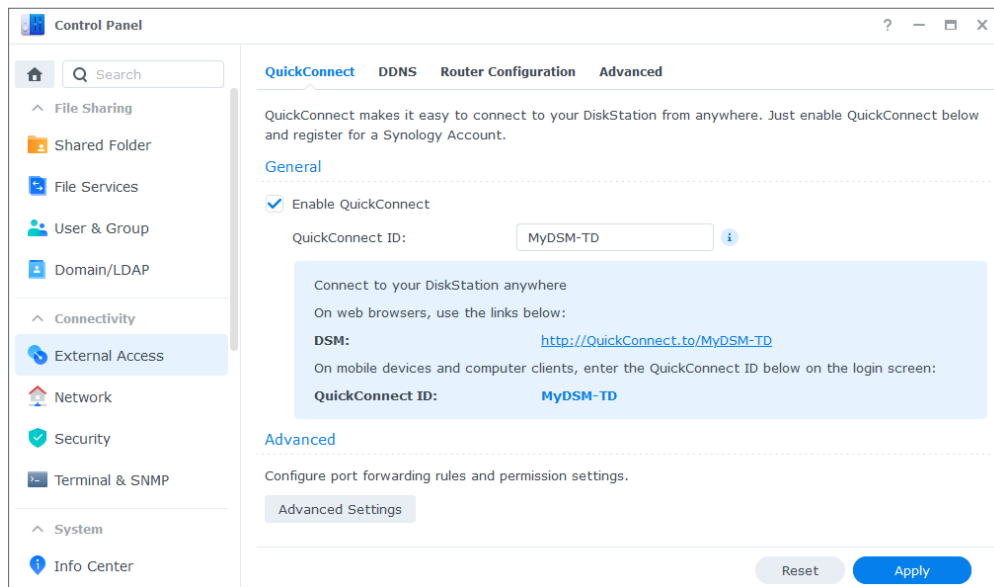 Control Panel
Search
File Sharing
Shared Folder
File Services
User & Group
Domain/LDAP
Connectivity
External Access
Network
Security
Terminal & SNMP
System
Info Center
QuickConnect DDNS Router Configuration Advanced
QuickConnect makes it easy to connect to your DiskStation from anywhere. Just enable QuickConnect below
and register for a Synology Account.
General
Enable QuickConnect
QuickConnect ID: MyDSM-TD
Connect to your DiskStation anywhere
On web browsers, use the links below:
DSM: http://QuickConnect.to/MyDSM-TD
On mobile devices and computer clients, enter the QuickConnect ID below on the login screen:
QuickConnect ID: MyDSM-TD
Advanced
Configure port forwarding rules and permission settings.
Advanced Settings
Reset Apply